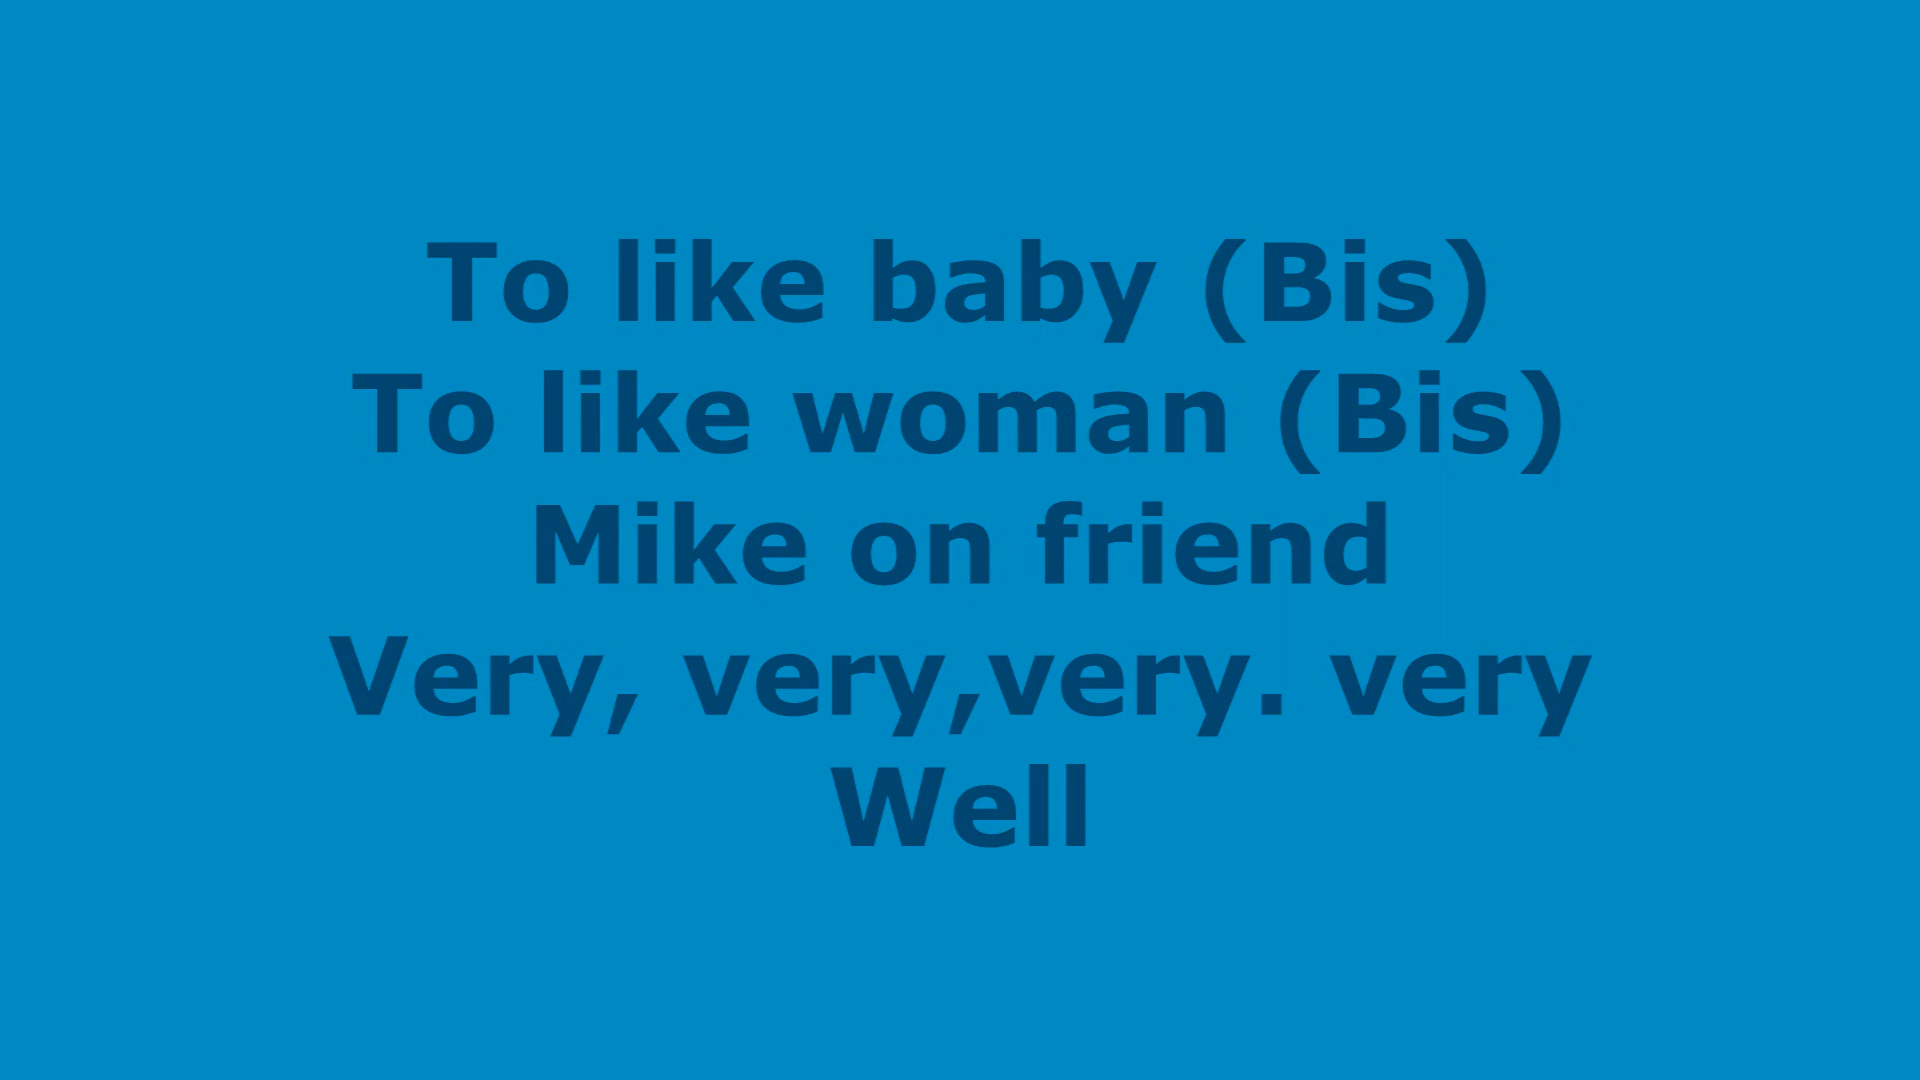 To like baby (Bis)
To like woman (Bis)
Mike on friend
Very, very,very. very
Well